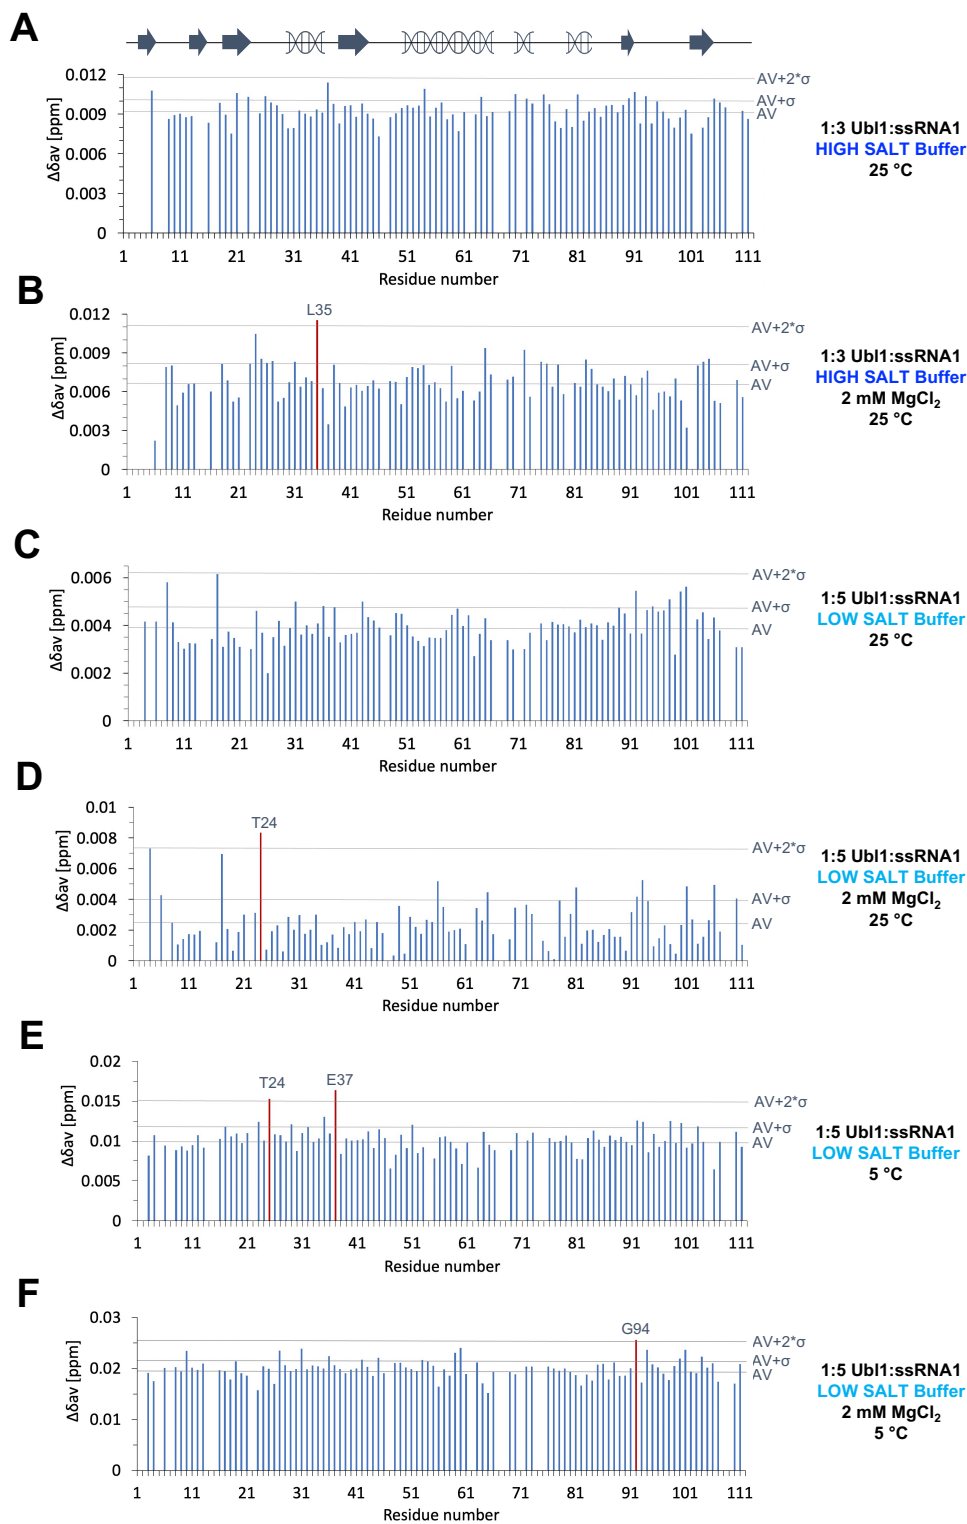 A
0.012
0.009
0.006
0.003
0
Δδav [ppm]
AV+2*σ
AV+σ
AV
1 11 21 31 41 51 61 71 81 91 101 111
Residue number
1:3 Ubl1:ssRNA1
HIGH SALT Buffer
25 °C
B
L35
0.012
0.009
0.006
0.003
0
Δδav [ppm]
AV+2*σ
AV+σ
AV
1 11 21 31 41 51 61 71 81 91 101 111
Reidue number
1:3 Ubl1:ssRNA1
HIGH SALT Buffer
2 mM MgCl₂
25 °C
C
0.006
0.004
0.002
0
Δδav [ppm]
AV+2*σ
AV+σ
AV
1 11 21 31 41 51 61 71 81 91 101 111
Residue number
1:5 Ubl1:ssRNA1
LOW SALT Buffer
25 °C
D
T24
0.01
0.008
0.006
0.004
0.002
0
Δδav [ppm]
AV+2*σ
AV+σ
AV
1 11 21 31 41 51 61 71 81 91 101 111
Residue number
1:5 Ubl1:ssRNA1
LOW SALT Buffer
2 mM MgCl₂
25 °C
E
T24 E37
0.02
0.015
0.01
0.005
0
Δδav [ppm]
AV+2*σ
AV+σ
AV
1 11 21 31 41 51 61 71 81 91 101 111
Residue number
1:5 Ubl1:ssRNA1
LOW SALT Buffer
5 °C
F
G94
0.03
0.02
0.01
0
Δδav [ppm]
AV+2*σ
AV+σ
AV
1 11 21 31 41 51 61 71 81 91 101 111
Residue number
1:5 Ubl1:ssRNA1
LOW SALT Buffer
2 mM MgCl₂
5 °C